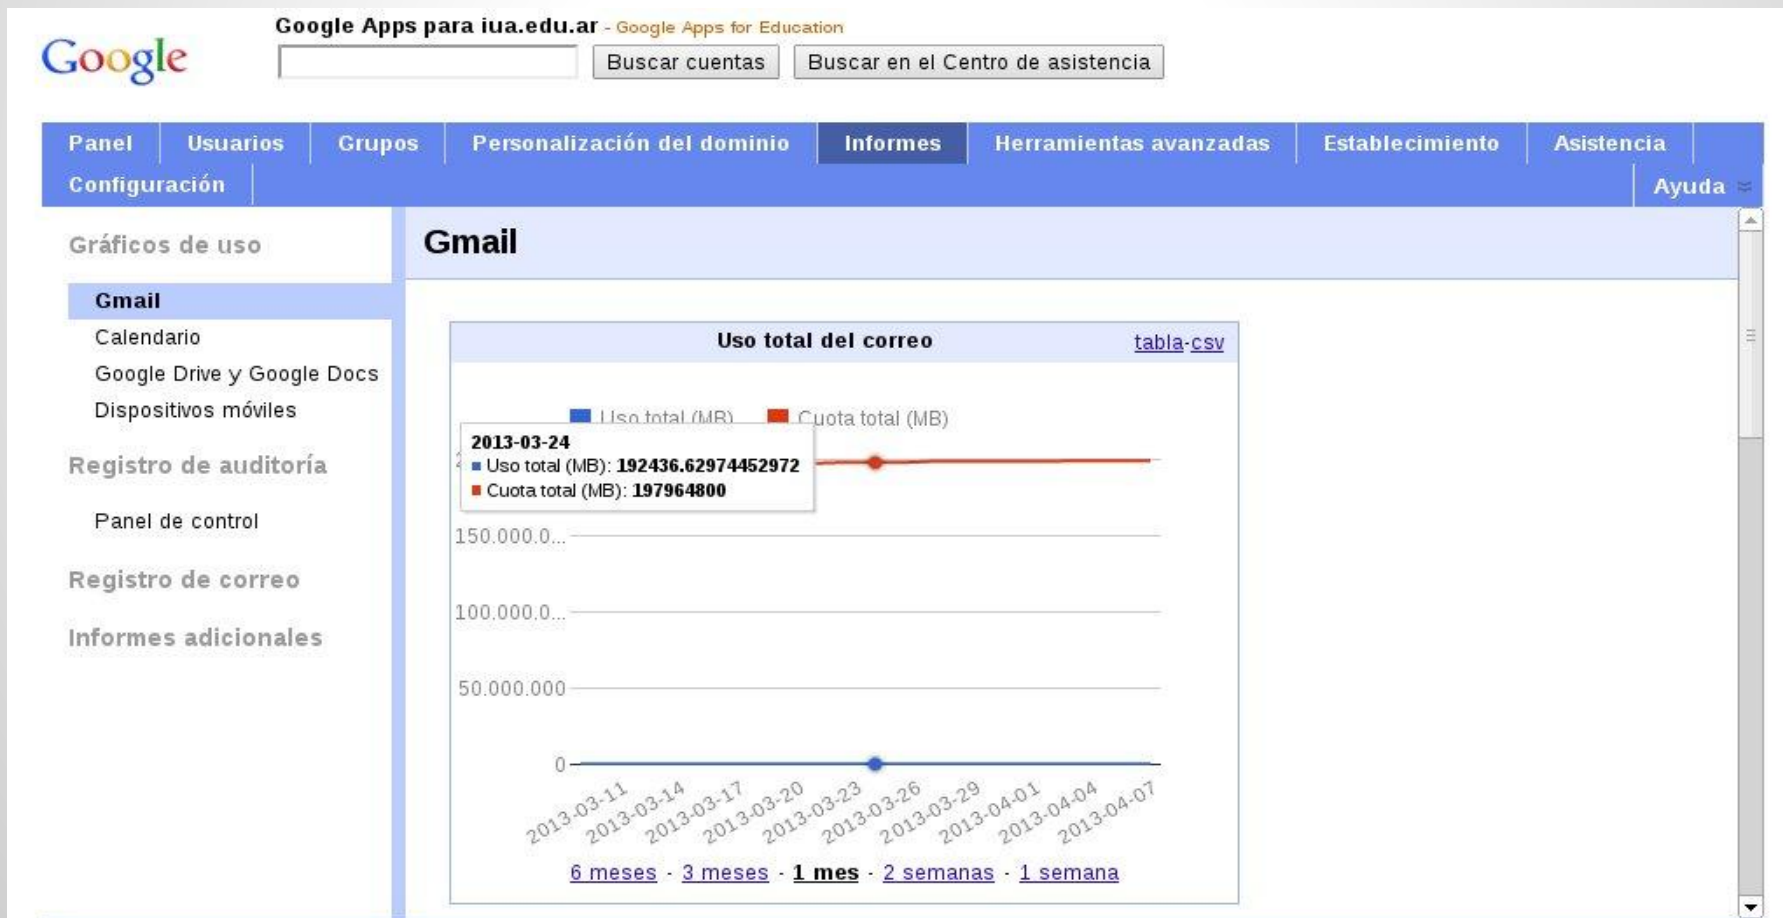 Google
Google Apps para iua.edu.ar - Google Apps for Education
Buscar cuentas
Buscar en el Centro de asistencia
Panel
Usuarios
Grupos
Personalización del dominio
Informes
Herramientas avanzadas
Establecimiento
Asistencia
Configuración
Ayuda
Gráficos de uso
Gmail
Calendario
Google Drive y Google Docs
Dispositivos móviles
Registro de auditoría
Panel de control
Registro de correo
Informes adicionales
Gmail
Uso total del correo
tabla-csv
Uso total (MB)
Cuota total (MB)
2013-03-24
Uso total (MB): 192436.62974452972
Cuota total (MB): 197964800
150.000.0...
100.000.0...
50.000.000
0
2013-03-11
2013-03-14
2013-03-17
2013-03-20
2013-03-23
2013-03-26
2013-03-29
2013-04-01
2013-04-04
2013-04-07
6 meses - 3 meses - 1 mes - 2 semanas - 1 semana